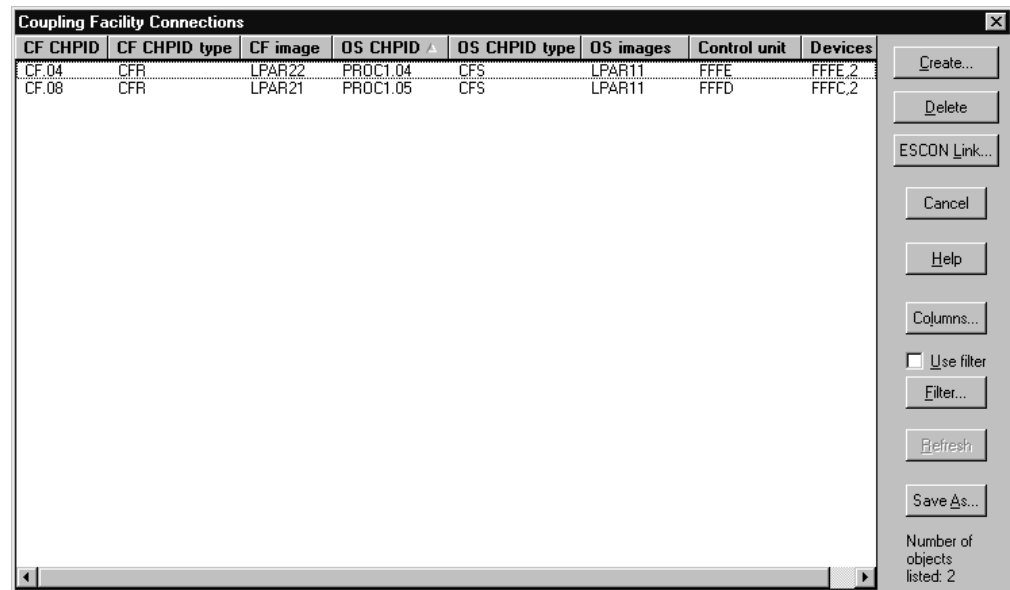 Coupling Facility Connections
CF CHPID CF CHPID type CF image OS CHPID OS CHPID type OS images Control unit Devices
CF.04 CFR LPAR22 PROC1.04 CFS LPAR11 FFFE FFFE,2
CF.08 CFR LPAR21 PROC1.05 CFS LPAR11 FFFD FFFC,2
Create...
Delete
ESCON Link...
Cancel
Help
Columns...
Use filter
Filter...
Refresh
Save As...
Number of
objects
listed: 2